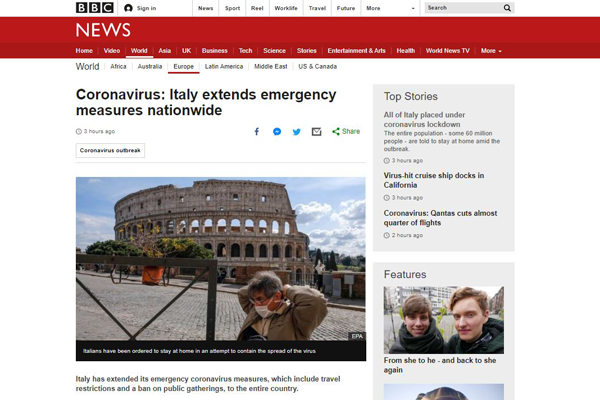 BBC Sign in News Sport Reel Worklife Travel Future More Search
NEWS
Home Video World Asia UK Business Tech Science Stories Entertainment & Arts Health World News TV More
World Africa Australia Europe Latin America Middle East US & Canada
Coronavirus: Italy extends emergency
measures nationwide
3 hours ago
Share
Coronavirus outbreak
EPA
Italians have been ordered to stay at home in an attempt to contain the spread of the virus
Italy has extended its emergency coronavirus measures, which include travel
restrictions and a ban on public gatherings, to the entire country.
Top Stories
All of Italy placed under
coronavirus lockdown
The entire population - some 60 million
people - are told to stay at home amid the
outbreak.
3 hours ago
Virus-hit cruise ship docks in
California
3 hours ago
Coronavirus: Qantas cuts almost
quarter of flights
2 hours ago
Features
From she to he - and back to she
again